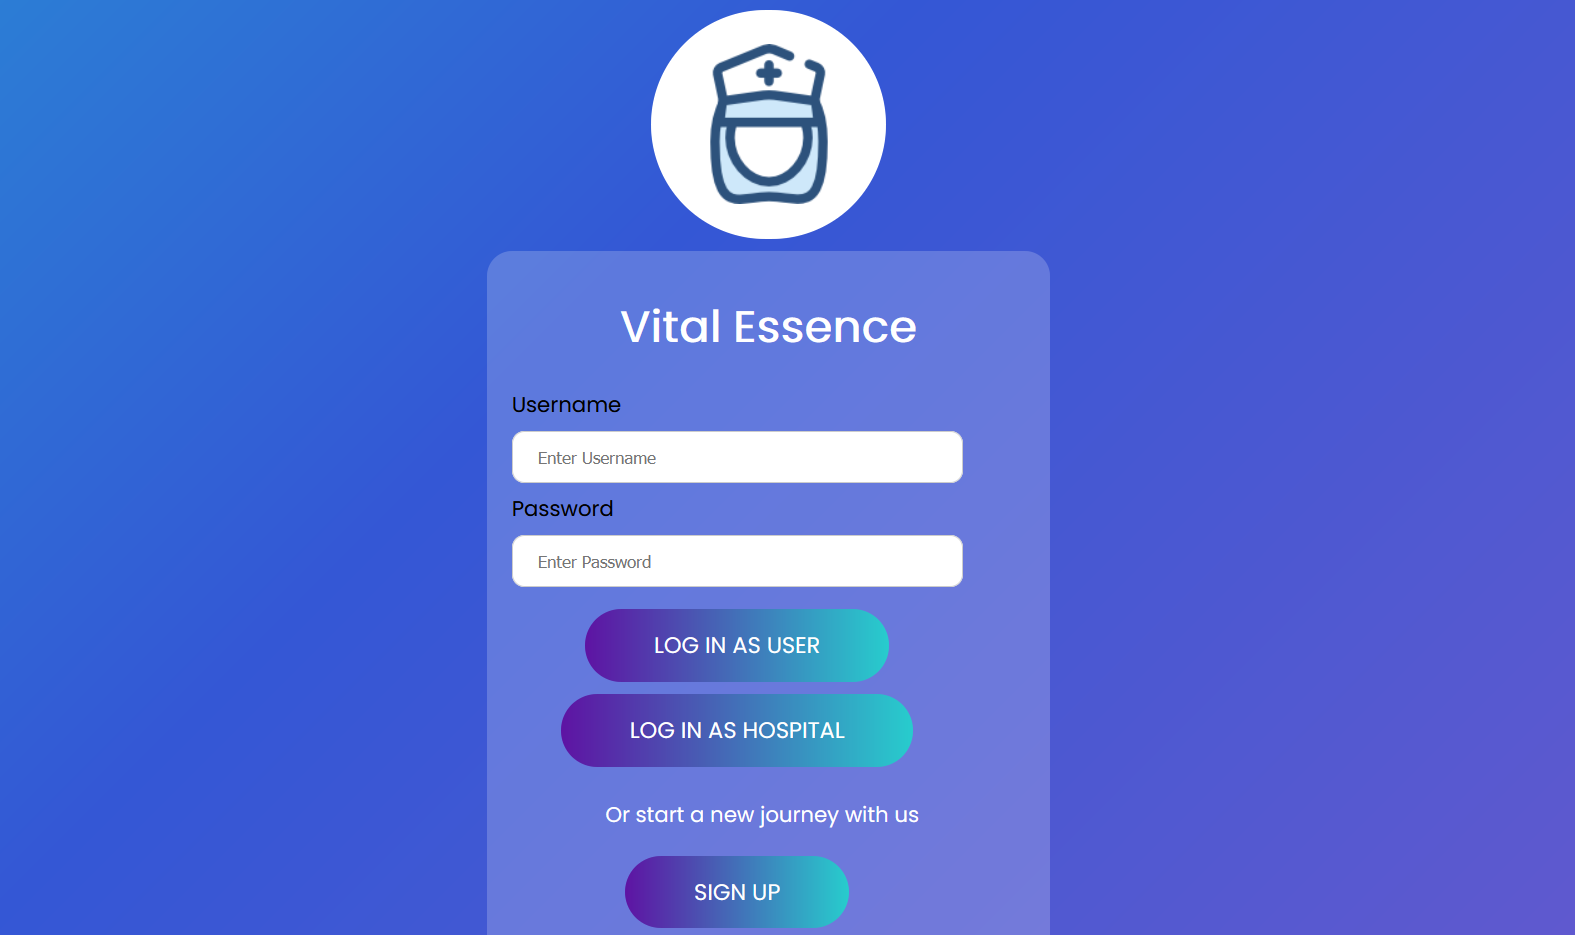 Vital Essence
Username
Enter Username
Password
Enter Password
LOG IN AS USER
LOG IN AS HOSPITAL
Or start a new journey with us
SIGN UP